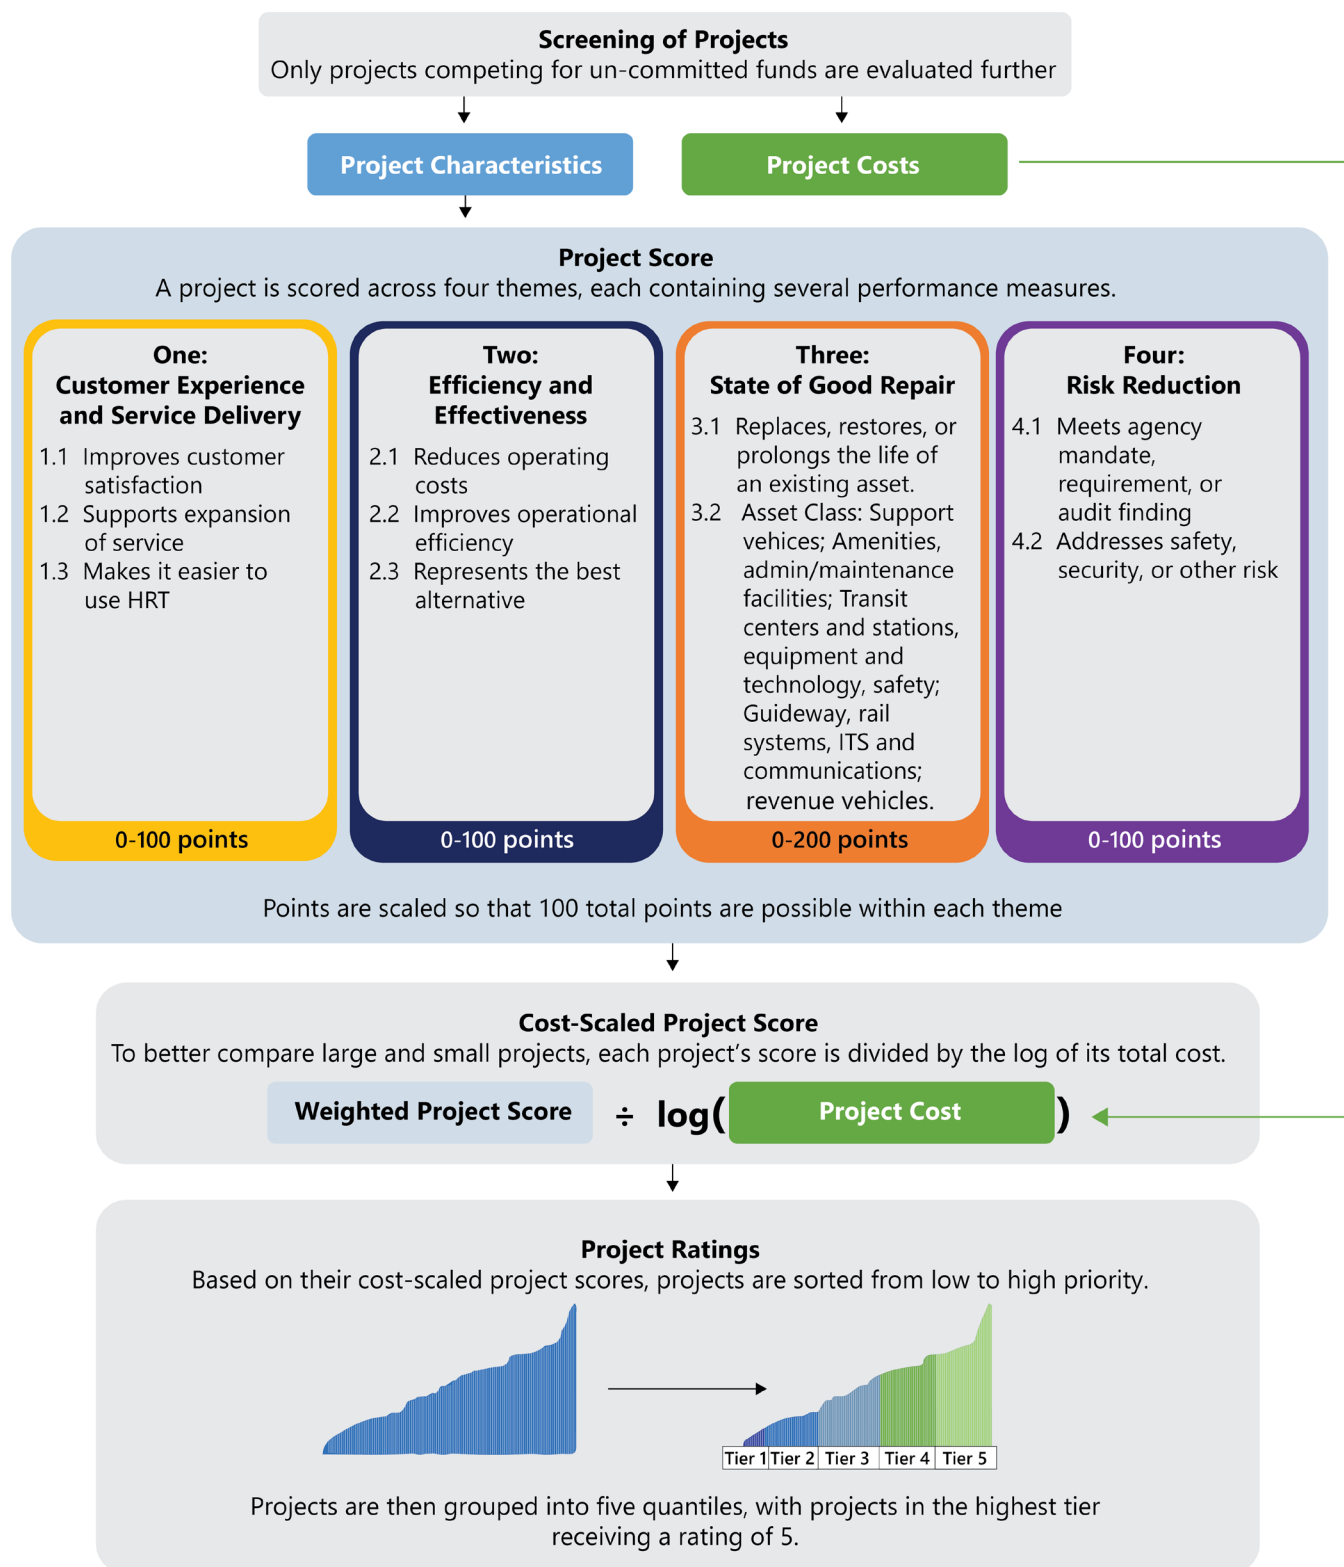 Screening of Projects
Only projects competing for un-committed funds are evaluated further
Project Characteristics
Project Costs
Project Score
A project is scored across four themes, each containing several performance measures.
One:
Customer Experience
and Service Delivery
1.1 Improves customer
satisfaction
1.2 Supports expansion
of service
1.3 Makes it easier to
use HRT
0-100 points
Two:
Efficiency and
Effectiveness
2.1 Reduces operating
costs
2.2 Improves operational
efficiency
2.3 Represents the best
alternative
0-100 points
Three:
State of Good Repair
3.1 Replaces, restores, or
prolongs the life of
an existing asset.
3.2 Asset Class: Support
vehices; Amenities,
admin/maintenance
facilities; Transit
centers and stations,
equipment and
technology, safety;
Guideway, rail
systems, ITS and
communications;
revenue vehicles.
0-200 points
Four:
Risk Reduction
4.1 Meets agency
mandate,
requirement, or
audit finding
4.2 Addresses safety,
security, or other risk
0-100 points
Points are scaled so that 100 total points are possible within each theme
Cost-Scaled Project Score
To better compare large and small projects, each project’s score is divided by the log of its total cost.
Weighted Project Score ÷ log( Project Cost )
Project Ratings
Based on their cost-scaled project scores, projects are sorted from low to high priority.
Tier 1 Tier 2 Tier 3 Tier 4 Tier 5
Projects are then grouped into five quantiles, with projects in the highest tier
receiving a rating of 5.